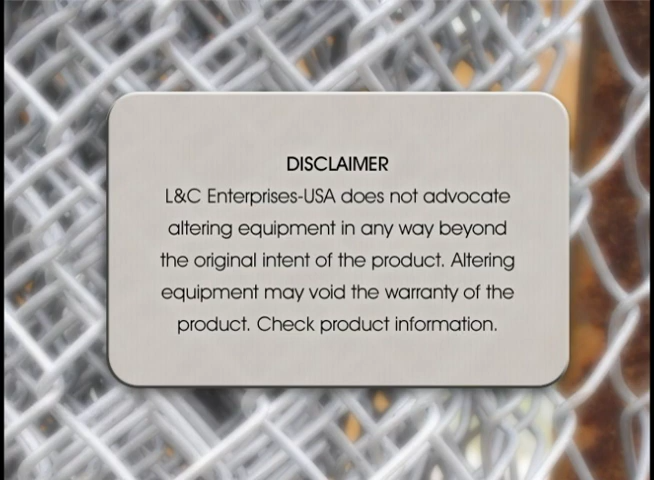 DISCLAIMER
L&C Enterprises-USA does not advocate
altering equipment in any way beyond
the original intent of the product. Altering
equipment may void the warranty of the
product. Check product information.